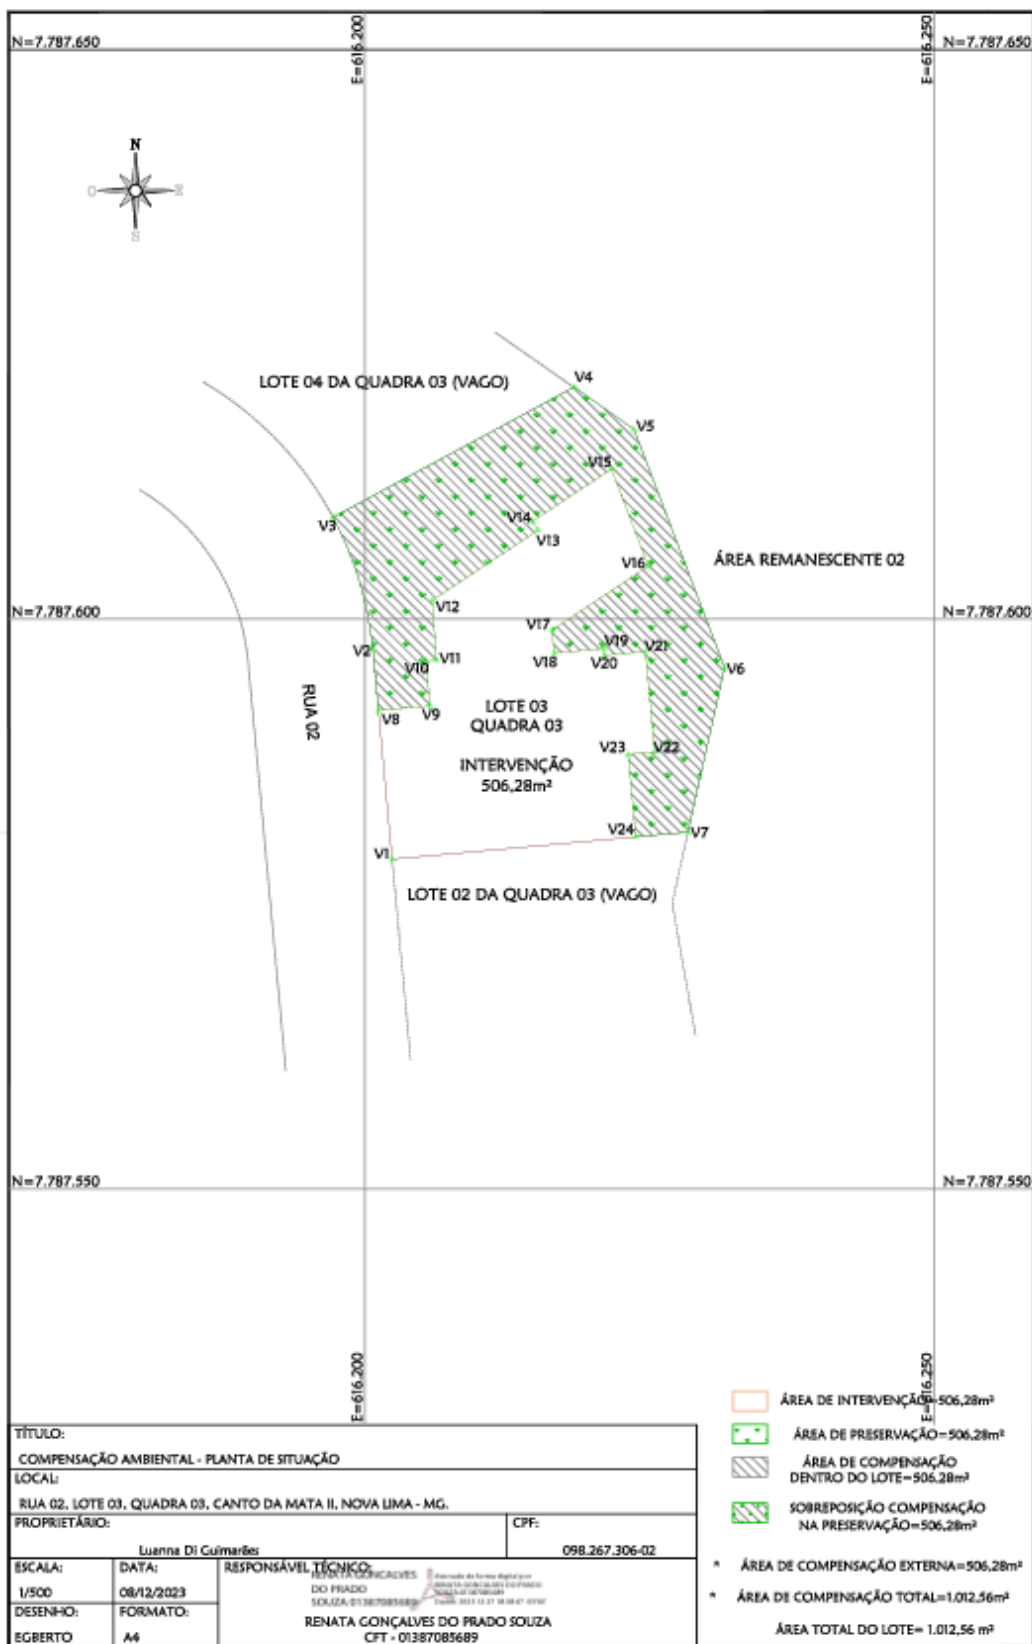 E=616.200
E=616.250
N=7.787.650
N=7.787.650
N
O
E
S
LOTE 04 DA QUADRA 03 (VAGO)
V4
V5
V15
V3
V14
V13
ÁREA REMANESCENTE 02
V16
V12
N=7.787.600
N=7.787.600
V17
V2
V19
V21
V10
V11
V18
V20
V6
RUA 02
V8
V9
LOTE 03
QUADRA 03
V23
V22
INTERVENÇÃO
506,28m²
V24
V7
V1
LOTE 02 DA QUADRA 03 (VAGO)
N=7.787.550
N=7.787.550
E=616.200
E=616.250
ÁREA DE INTERVENÇÃO=506,28m²
ÁREA DE PRESERVAÇÃO=506,28m²
ÁREA DE COMPENSAÇÃO
DENTRO DO LOTE=506,28m²
SOBREPOSIÇÃO COMPENSAÇÃO
NA PRESERVAÇÃO=506,28m²
* ÁREA DE COMPENSAÇÃO EXTERNA=506,28m²
* ÁREA DE COMPENSAÇÃO TOTAL=1.012,56m²
ÁREA TOTAL DO LOTE= 1.012,56 m²
TÍTULO:
COMPENSAÇÃO AMBIENTAL - PLANTA DE SITUAÇÃO
LOCAL:
RUA 02, LOTE 03, QUADRA 03, CANTO DA MATA II, NOVA LIMA - MG.
PROPRIETÁRIO:
CPF:
Luanna Di Guimarães
098.267.306-02
ESCALA:
DATA:
RESPONSÁVEL TÉCNICO:
1/500
08/12/2023
RENATA GONCALVES
DO PRADO
SOUZA:01387085689
DESENHO:
FORMATO:
RENATA GONÇALVES DO PRADO SOUZA
EGBERTO
A4
CFT - 01387085689